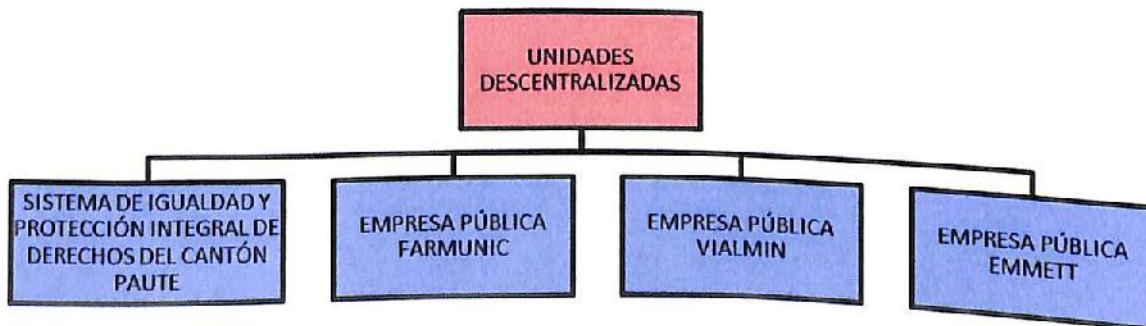 UNIDADES
DESCENTRALIZADAS
SISTEMA DE IGUALDAD Y
PROTECCIÓN INTEGRAL DE
DERECHOS DEL CANTÓN
PAUTE
EMPRESA PÚBLICA
FARMUNIC
EMPRESA PÚBLICA
VIALMIN
EMPRESA PÚBLICA
EMMETT